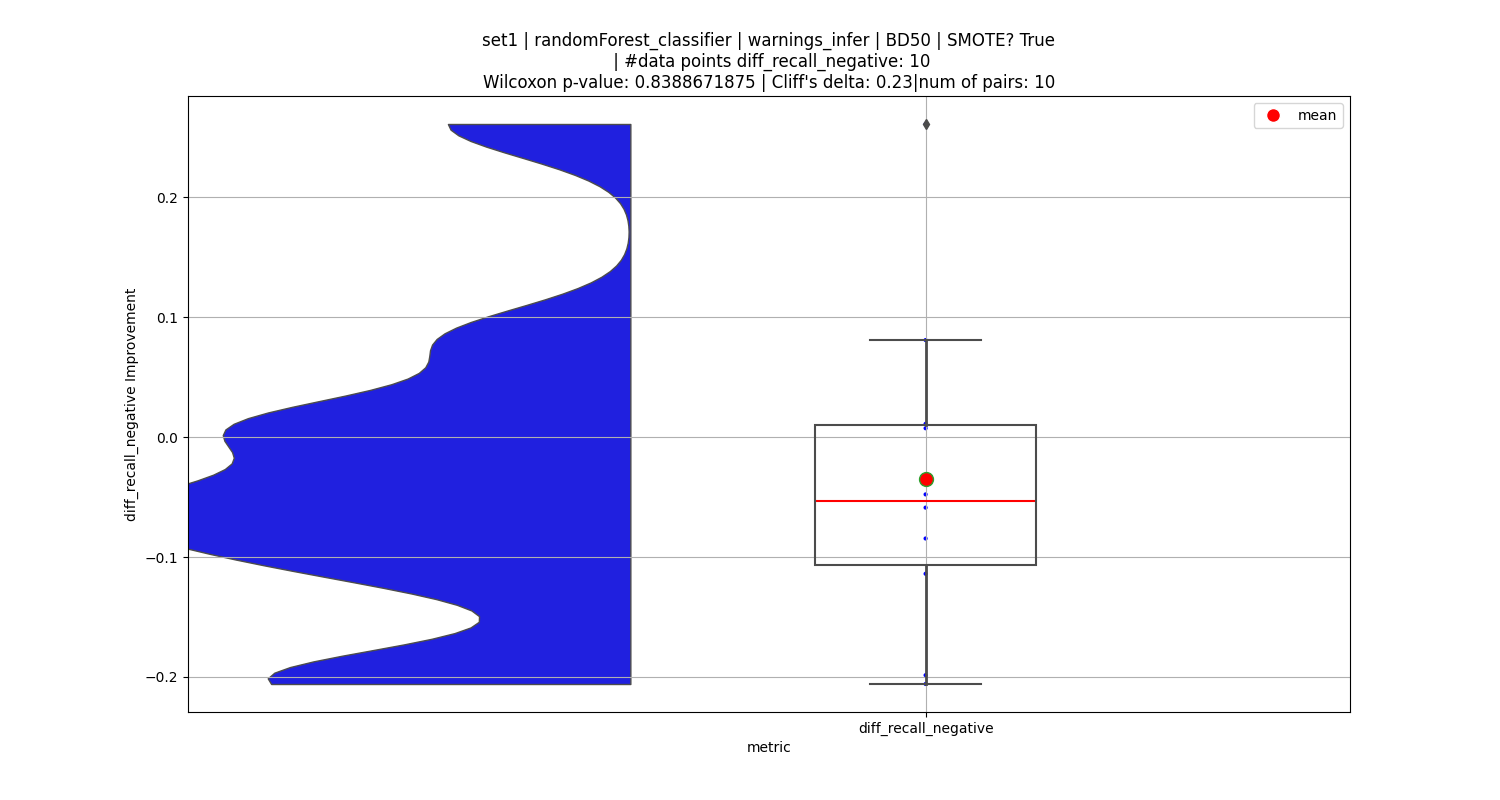 set1 | randomForest_classifier | warnings_infer | BD50 | SMOTE? True
| #data points diff_recall_negative: 10
Wilcoxon p-value: 0.8388671875 | Cliff's delta: 0.23|num of pairs: 10
mean
diff_recall_negative Improvement
0.2
0.1
0.0
−0.1
−0.2
diff_recall_negative
metric